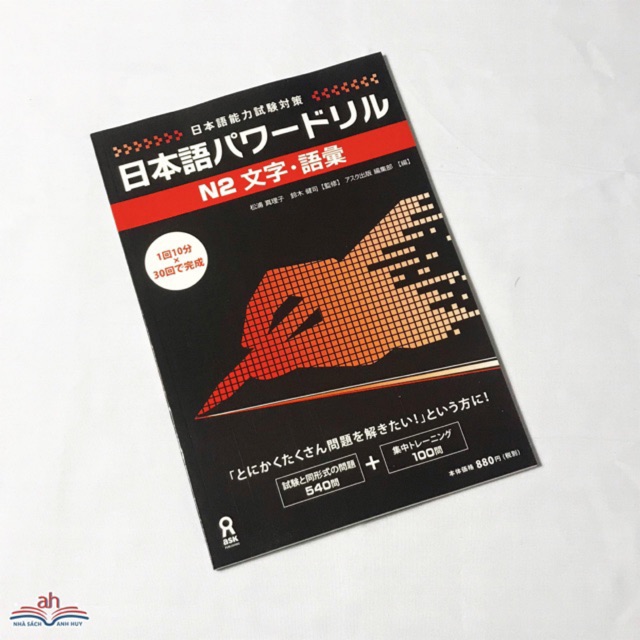 日本語能力試験対策
日本語パワードリル
N2 文字・語彙
松浦 真理子 鈴木 健司【監修】 アスク出版 編集部 【編】
1回10分
×
30回で完成
「とにかくたくさん問題を解きたい!」という方に!
試験と同形式の問題
540問
+
集中トレーニング
100問
本体価格 880円(税別)
ask
ah
NHÀ SÁCH ANH HUY